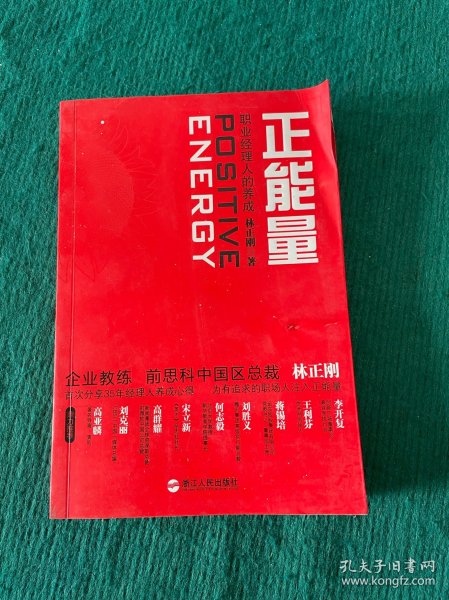 正能量
职业经理人的养成
林正刚 著
POSITIVE
ENERGY
企业教练 前思科中国区总裁 林正刚
首次分享35年经理人养成心得 为有追求的职场人注入正能量
李开复
王利芬
蒋锡培
刘胜义
何志毅
宋立新
高群耀
刘克丽
高亚麟
浙江人民出版社
孔夫子旧书网
www.kongfz.com